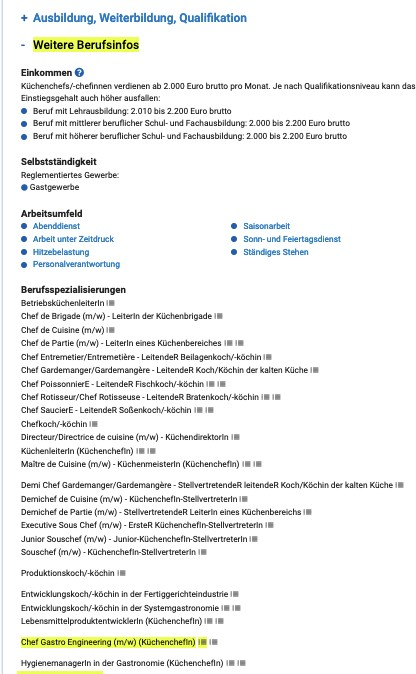 + Ausbildung, Weiterbildung, Qualifikation
- Weitere Berufsinfos
Einkommen ?
Küchenchefs/-chefinnen verdienen ab 2.000 Euro brutto pro Monat. Je nach Qualifikationsniveau kann das
Einstiegsgehalt auch höher ausfallen:
Beruf mit Lehrausbildung: 2.010 bis 2.200 Euro brutto
Beruf mit mittlerer beruflicher Schul- und Fachausbildung: 2.000 bis 2.200 Euro brutto
Beruf mit höherer beruflicher Schul- und Fachausbildung: 2.000 bis 2.200 Euro brutto
Selbstständigkeit
Reglementiertes Gewerbe:
Gastgewerbe
Arbeitsumfeld
Abenddienst
Arbeit unter Zeitdruck
Hitzebelastung
Personalverantwortung
Saisonarbeit
Sonn- und Feiertagsdienst
Ständiges Stehen
Berufsspezialisierungen
BetriebsküchenleiterIn
Chef de Brigade (m/w) - LeiterIn der Küchenbrigade
Chef de Cuisine (m/w)
Chef de Partie (m/w) - LeiterIn eines Küchenbereiches
Chef Entremetier/Entremetière - LeitendeR Beilagenkoch/-köchin
Chef Gardemanger/Gardemangère - LeitendeR Koch/Köchin der kalten Küche
Chef PoissonnierE - LeitendeR Fischkoch/-köchin
Chef Rotisseur/Chef Rotisseuse - LeitendeR Bratenkoch/-köchin
Chef SaucierE - LeitendeR Soßenkoch/-köchin
Chefkoch/-köchin
Directeur/Directrice de cuisine (m/w) - KüchendirektorIn
KüchenleiterIn (KüchenchefIn)
Maître de Cuisine (m/w) - KüchenmeisterIn (KüchenchefIn)
Demi Chef Gardemanger/Gardemangère - StellvertretendeR leitendeR Koch/Köchin der kalten Küche
Demichef de Cuisine (m/w) - KüchenchefIn-StellvertreterIn
Demichef de Partie (m/w) - StellvertretendeR LeiterIn eines Küchenbereichs
Executive Sous Chef (m/w) - ErsteR KüchenchefIn-StellvertreterIn
Junior Souschef (m/w) - Junior-KüchenchefIn-StellvertreterIn
Souschef (m/w) - KüchenchefIn-StellvertreterIn
Produktionskoch/-köchin
Entwicklungskoch/-köchin in der Fertiggerichteindustrie
Entwicklungskoch/-köchin in der Systemgastronomie
LebensmittelproduktentwicklerIn (KüchenchefIn)
Chef Gastro Engineering (m/w) (KüchenchefIn)
HygienemanagerIn in der Gastronomie (KüchenchefIn)